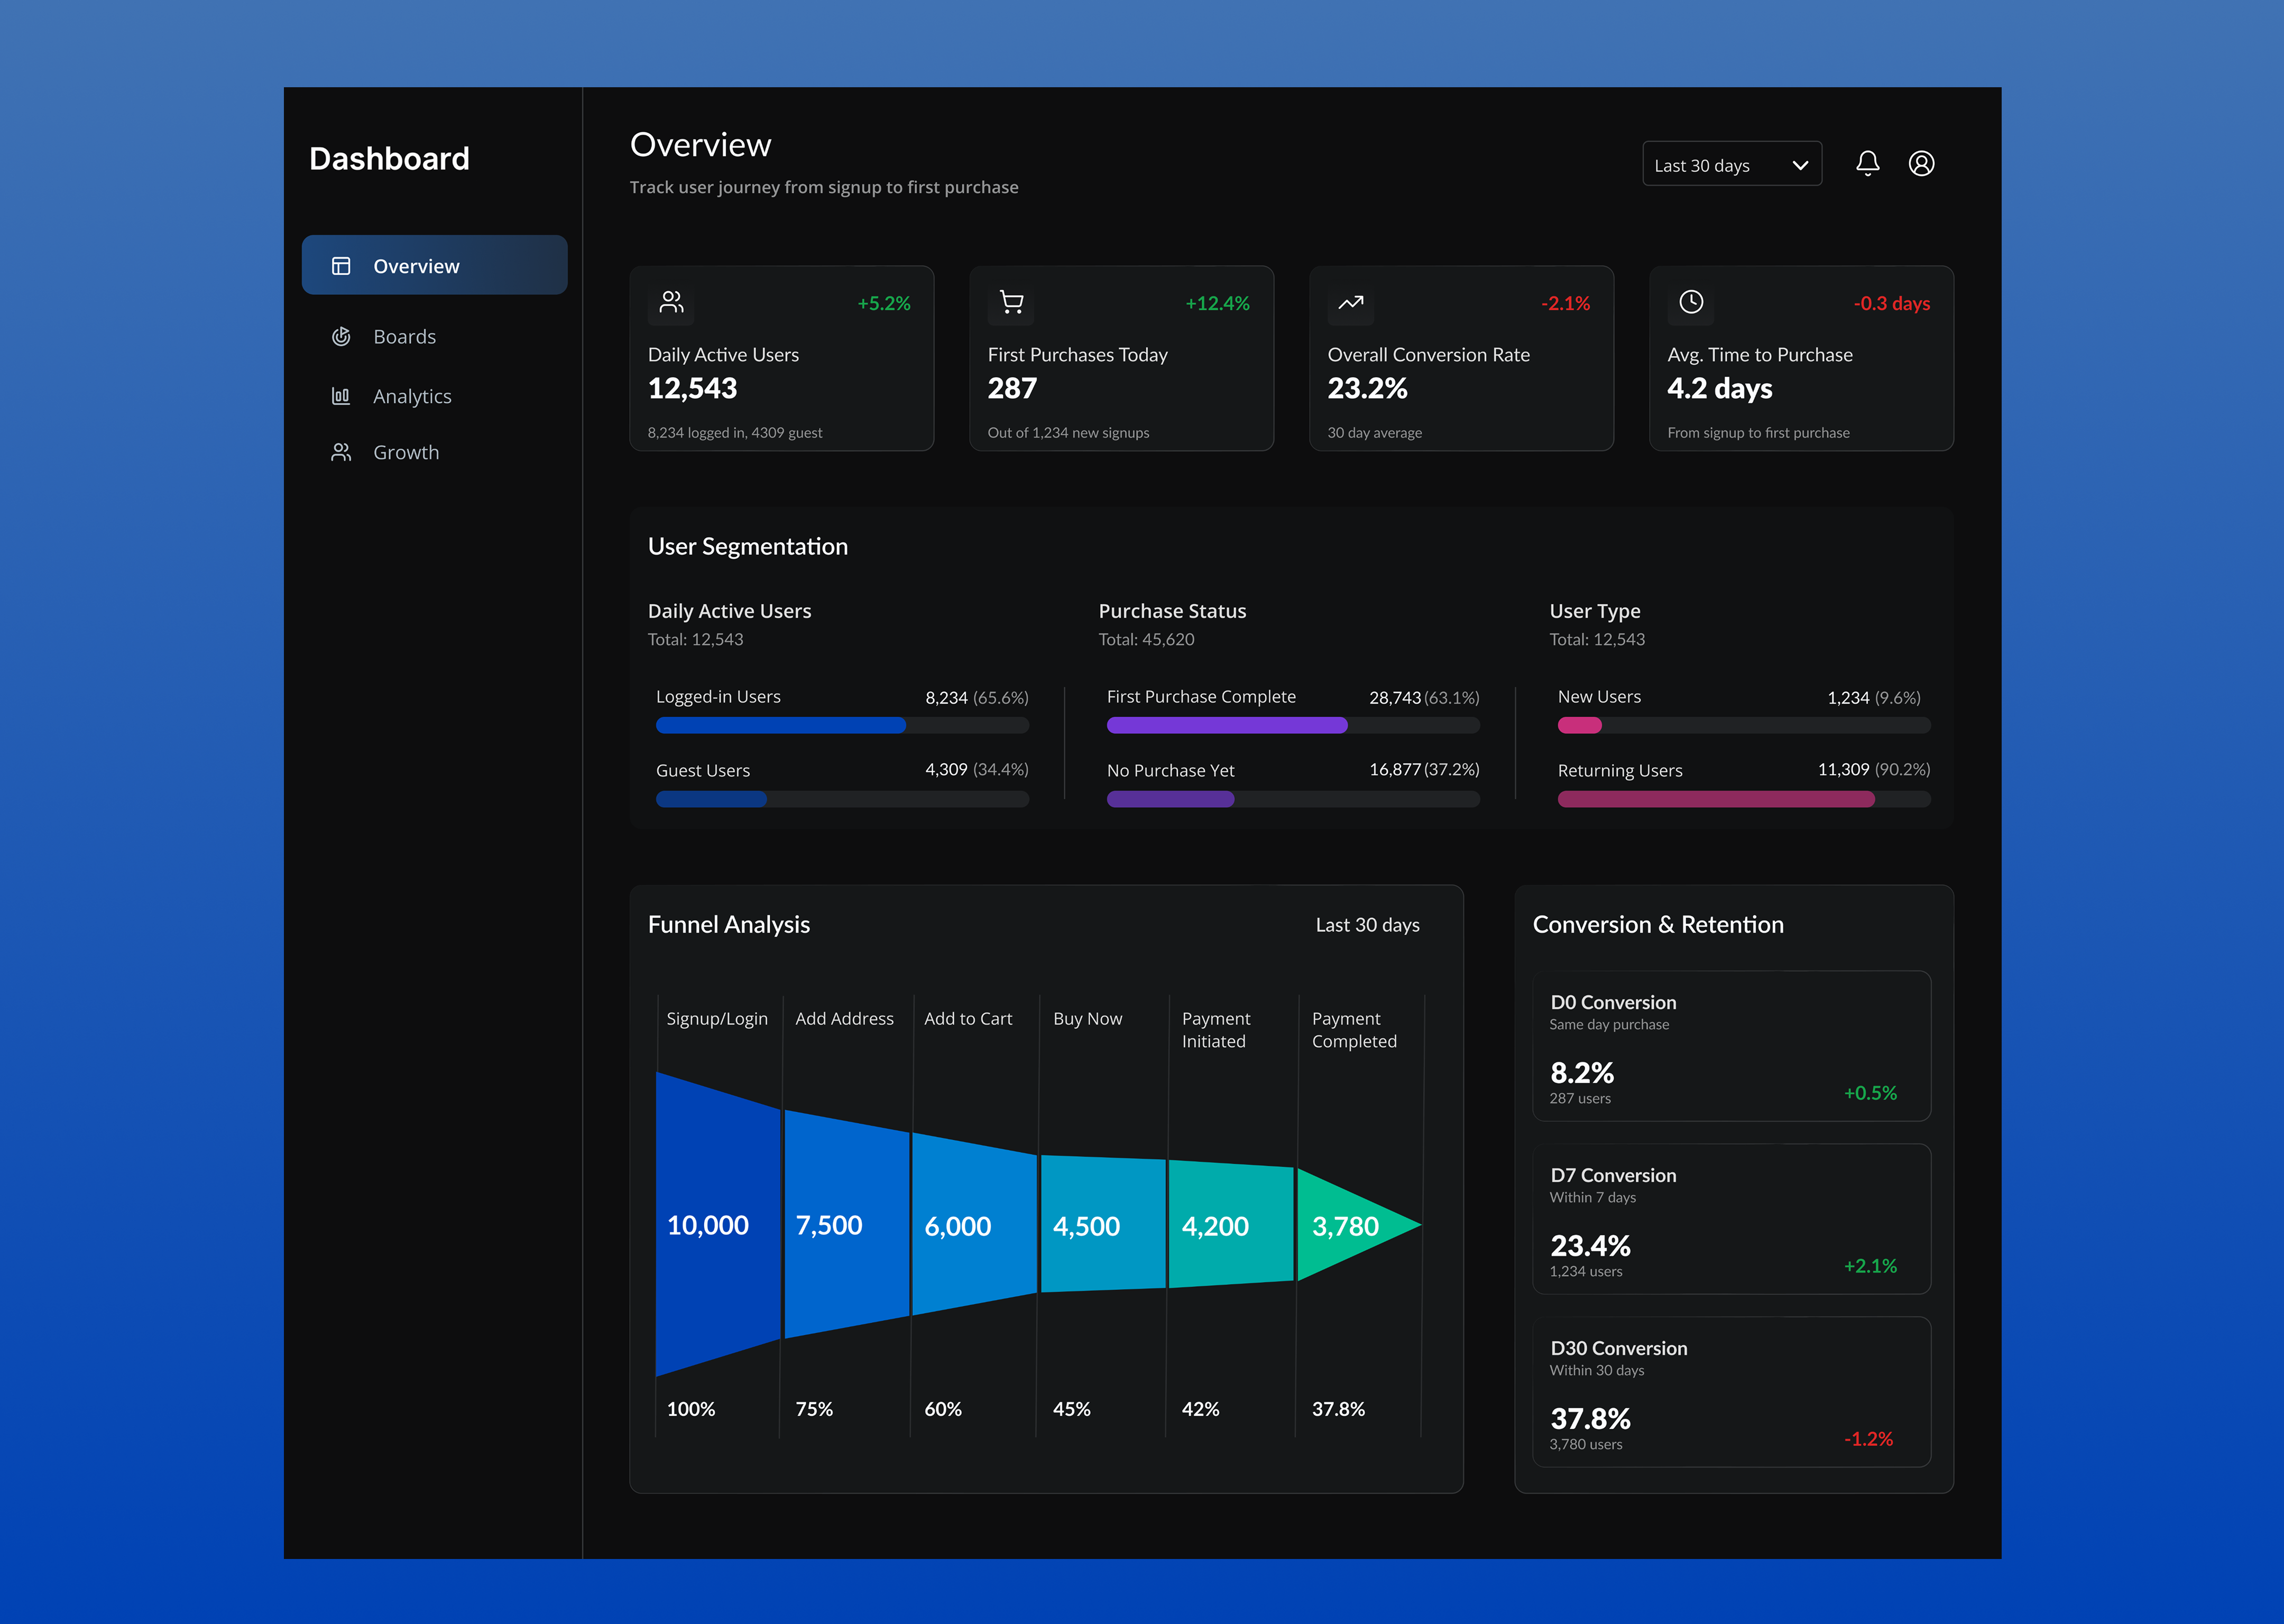 Dashboard
Overview
Boards
Analytics
Growth
Overview
Track user journey from signup to first purchase
Last 30 days
+5.2%
Daily Active Users
12,543
8,234 logged in, 4309 guest
+12.4%
First Purchases Today
287
Out of 1,234 new signups
-2.1%
Overall Conversion Rate
23.2%
30 day average
-0.3 days
Avg. Time to Purchase
4.2 days
From signup to first purchase
User Segmentation
Daily Active Users
Total: 12,543
Logged-in Users 8,234 (65.6%)
Guest Users 4,309 (34.4%)
Purchase Status
Total: 45,620
First Purchase Complete 28,743 (63.1%)
No Purchase Yet 16,877 (37.2%)
User Type
Total: 12,543
New Users 1,234 (9.6%)
Returning Users 11,309 (90.2%)
Funnel Analysis
Last 30 days
Signup/Login
Add Address
Add to Cart
Buy Now
Payment
Initiated
Payment
Completed
10,000
7,500
6,000
4,500
4,200
3,780
100%
75%
60%
45%
42%
37.8%
Conversion & Retention
D0 Conversion
Same day purchase
8.2%
287 users
+0.5%
D7 Conversion
Within 7 days
23.4%
1,234 users
+2.1%
D30 Conversion
Within 30 days
37.8%
3,780 users
-1.2%